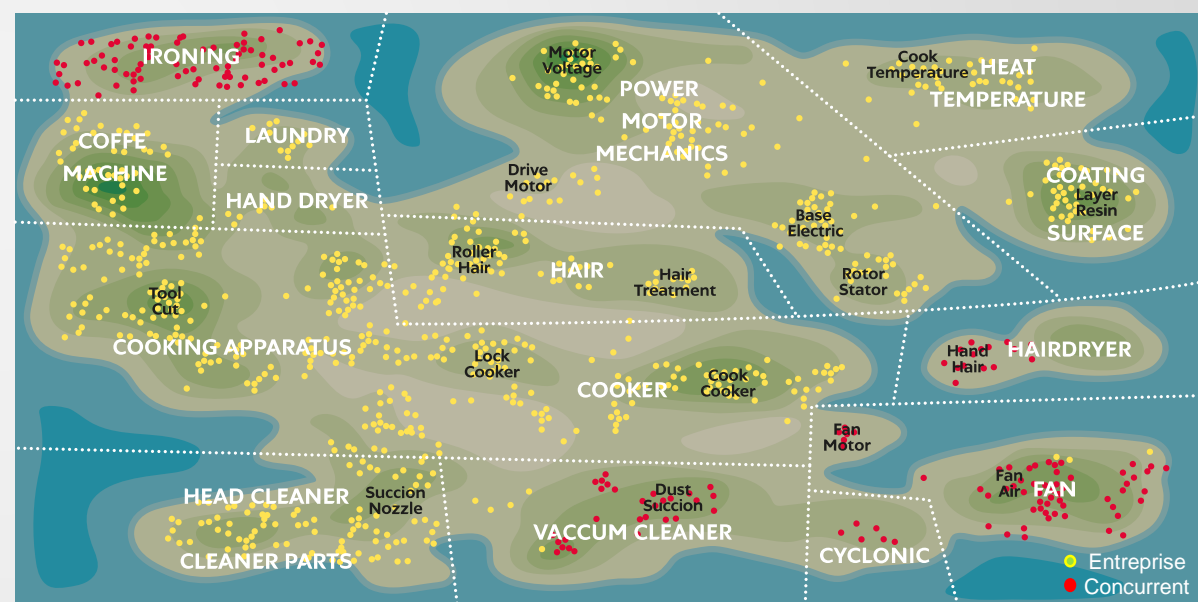 IRONING
Motor
Voltage
Cook
Temperature
HEAT
TEMPERATURE
POWER
MOTOR
MECHANICS
COFFE
MACHINE
LAUNDRY
HAND DRYER
Drive
Motor
COATING
Layer
Resin
SURFACE
Base
Electric
Roller
Hair
HAIR
Hair
Treatment
Rotor
Stator
Tool
Cut
COOKING APPARATUS
Lock
Cooker
COOKER
Cook
Cooker
Hand
Hair
HAIRDRYER
Fan
Motor
HEAD CLEANER
Succion
Nozzle
CLEANER PARTS
Dust
Succion
VACCUM CLEANER
Fan
Air
FAN
CYCLONIC
Entreprise
Concurrent